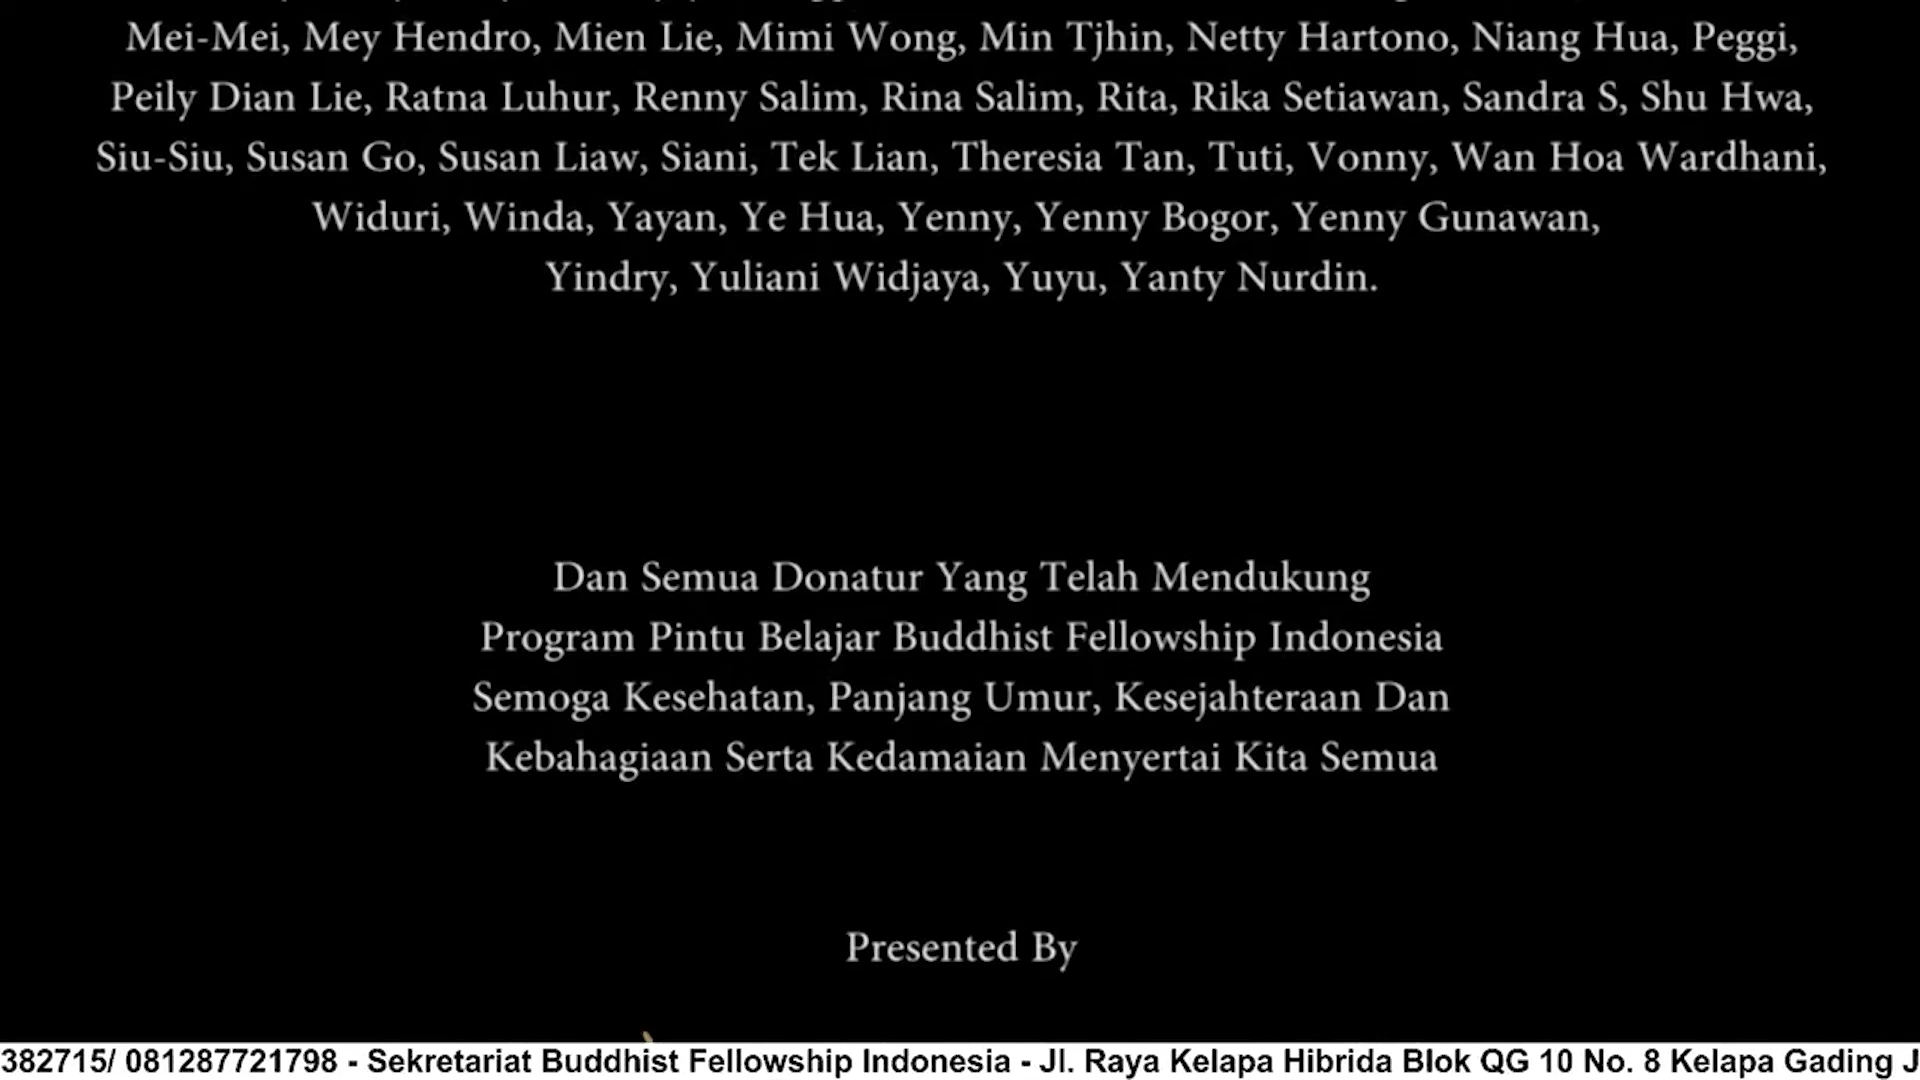 Mei-Mei, Mey Hendro, Mien Lie, Mimi Wong, Min Tjhin, Netty Hartono, Niang Hua, Peggi,
Peily Dian Lie, Ratna Luhur, Renny Salim, Rina Salim, Rita, Rika Setiawan, Sandra S, Shu Hwa,
Siu-Siu, Susan Go, Susan Liaw, Siani, Tek Lian, Theresia Tan, Tuti, Vonny, Wan Hoa Wardhani,
Widuri, Winda, Yayan, Ye Hua, Yenny, Yenny Bogor, Yenny Gunawan,
Yindry, Yuliani Widjaya, Yuyu, Yanty Nurdin.
Dan Semua Donatur Yang Telah Mendukung
Program Pintu Belajar Buddhist Fellowship Indonesia
Semoga Kesehatan, Panjang Umur, Kesejahteraan Dan
Kebahagiaan Serta Kedamaian Menyertai Kita Semua
Presented By
382715/ 081287721798 - Sekretariat Buddhist Fellowship Indonesia - Jl. Raya Kelapa Hibrida Blok QG 10 No. 8 Kelapa Gading J